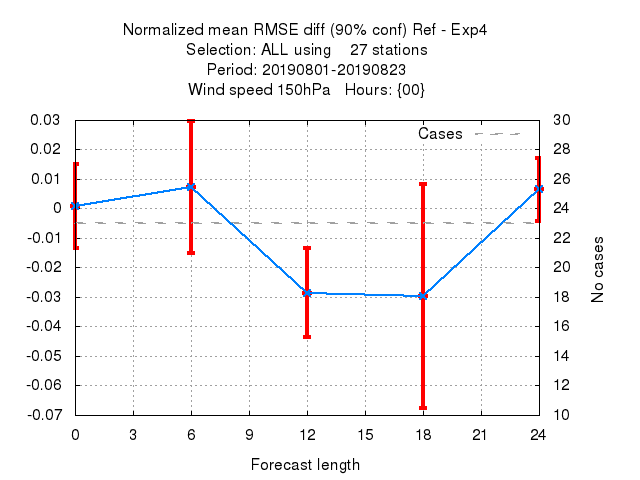 Normalized mean RMSE diff (90% conf) Ref - Exp4
Selection: ALL using    27 stations
Period: 20190801-20190823
Wind speed 150hPa   Hours: {00}
Cases
0.03
0.02
0.01
0
-0.01
-0.02
-0.03
-0.04
-0.05
-0.06
-0.07
30
28
26
24
22
20
18
16
14
12
10
No cases
0 3 6 9 12 15 18 21 24
Forecast length